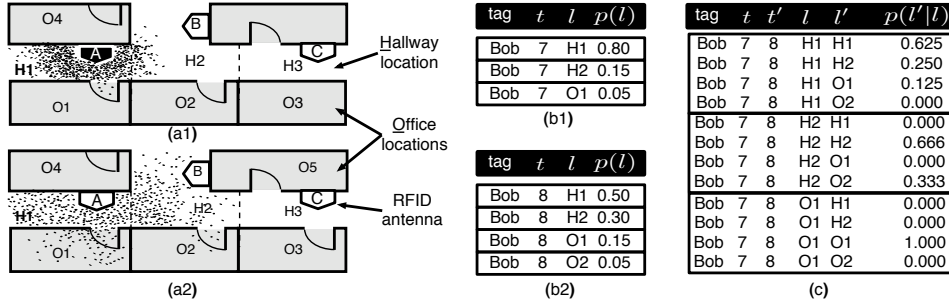 O4
B
A
C
H1
H2
H3
Hallway
location
O1
O2
O3
(a1)
Office
locations
O4
B
O5
A
C
H1
H2
H3
RFID
antenna
O1
O2
O3
(a2)
tag t l p(l)
Bob 7 H1 0.80
Bob 7 H2 0.15
Bob 7 O1 0.05
(b1)
tag t l p(l)
Bob 8 H1 0.50
Bob 8 H2 0.30
Bob 8 O1 0.15
Bob 8 O2 0.05
(b2)
tag t t′ l l′ p(l′|l)
Bob 7 8 H1 H1 0.625
Bob 7 8 H1 H2 0.250
Bob 7 8 H1 O1 0.125
Bob 7 8 H1 O2 0.000
Bob 7 8 H2 H1 0.000
Bob 7 8 H2 H2 0.666
Bob 7 8 H2 O1 0.000
Bob 7 8 H2 O2 0.333
Bob 7 8 O1 H1 0.000
Bob 7 8 O1 H2 0.000
Bob 7 8 O1 O1 1.000
Bob 7 8 O1 O2 0.000
(c)